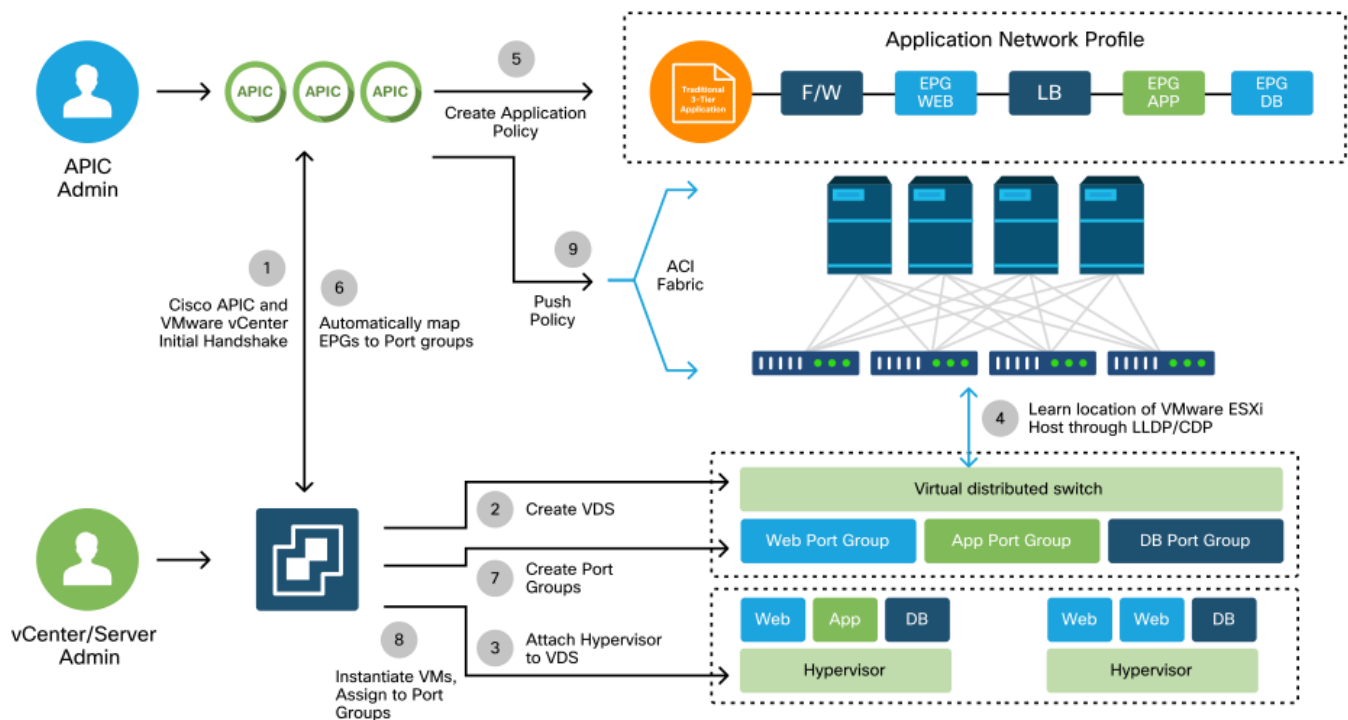 Application Network Profile
APIC
APIC
APIC
5
Create Application
Policy
Traditional
3-Tier
Application
F/W
EPG
WEB
LB
EPG
APP
EPG
DB
APIC
Admin
1
Cisco APIC and
VMware vCenter
Initial Handshake
6
Automatically map
EPGs to Port groups
9
Push
Policy
ACI
Fabric
4
Learn location of VMware ESXi
Host through LLDP/CDP
vCenter/Server
Admin
2
Create VDS
7
Create Port
Groups
8
Instantiate VMs,
Assign to Port
Groups
3
Attach Hypervisor
to VDS
Virtual distributed switch
Web Port Group
App Port Group
DB Port Group
Web
App
DB
Hypervisor
Web
Web
DB
Hypervisor